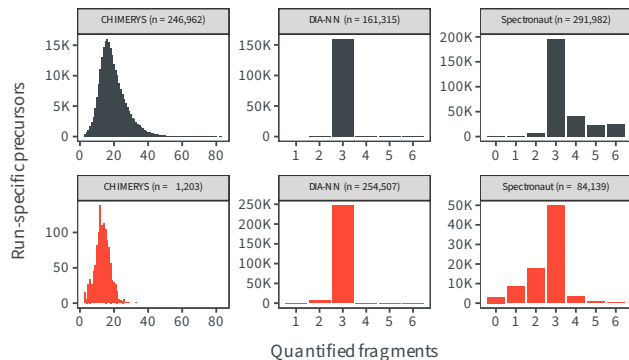 CHIMERYS (n = 246,962)
DIA-NN (n = 161,315)
Spectronaut (n = 291,982)
15K
10K
5K
0
0 20 40 60 80
150K
100K
50K
0
1 2 3 4 5 6
200K
150K
100K
50K
0
0 1 2 3 4 5 6
Run-specific precursors
CHIMERYS (n = 1,203)
DIA-NN (n = 254,507)
Spectronaut (n = 84,139)
100
50
0
0 20 40 60 80
250K
200K
150K
100K
50K
0
1 2 3 4 5 6
50K
40K
30K
20K
10K
0
0 1 2 3 4 5 6
Quantified fragments